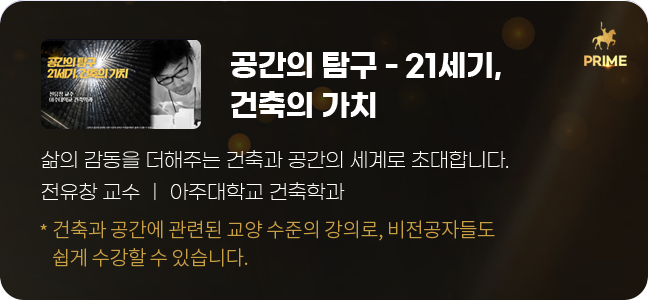 공간의 탐구
21세기, 건축의 가치
전유창 교수
아주대학교 건축학과
공간의 탐구 - 21세기,
건축의 가치
PRIME
삶의 감동을 더해주는 건축과 공간의 세계로 초대합니다.
전유창 교수 | 아주대학교 건축학과
* 건축과 공간에 관련된 교양 수준의 강의로, 비전공자들도
쉽게 수강할 수 있습니다.